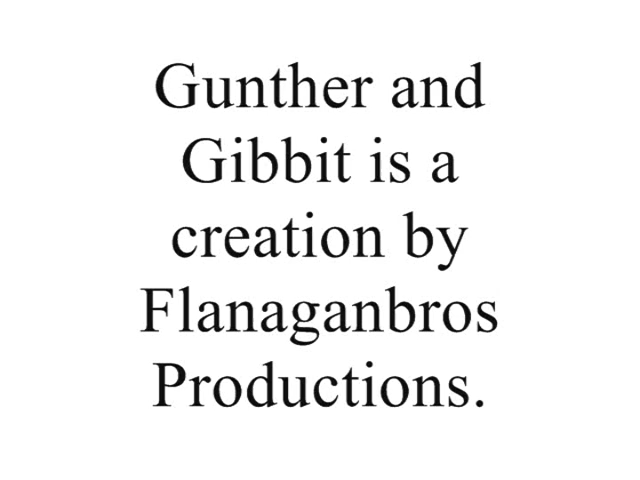 Gunther and
Gibbit is a
creation by
Flanaganbros
Productions.